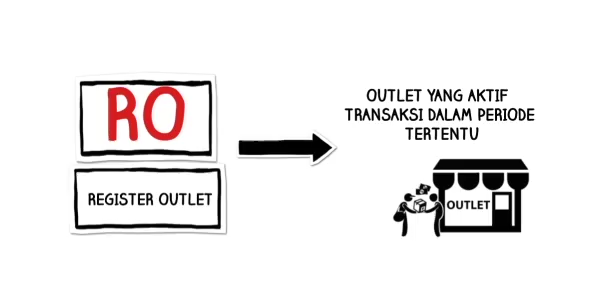 RO
REGISTER OUTLET
OUTLET YANG AKTIF
TRANSAKSI DALAM PERIODE
TERTENTU
OUTLET